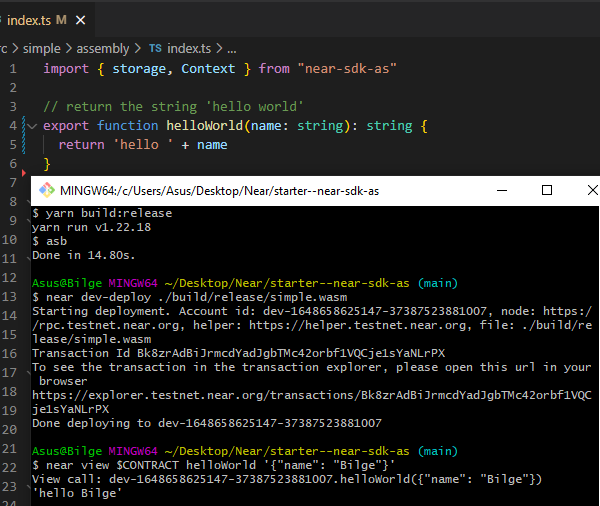 index.ts M ✕
rc > simple > assembly > TS index.ts > ...
1 import { storage, Context } from "near-sdk-as"
2
3 // return the string 'hello world'
4 export function helloWorld(name: string): string {
5 return 'hello ' + name
6 }
7
MINGW64:/c/Users/Asus/Desktop/Near/starter--near-sdk-as
8 $ yarn build:release
9 yarn run v1.22.18
10 $ asb
11 Done in 14.80s.
12 Asus@Bilge MINGW64 ~/Desktop/Near/starter--near-sdk-as (main)
13 $ near dev-deploy ./build/release/simple.wasm
14 Starting deployment. Account id: dev-1648658625147-37387523881007, node: https:/
15 /rpc.testnet.near.org, helper: https://helper.testnet.near.org, file: ./build/re
lease/simple.wasm
16 Transaction Id Bk8zrAdBiJrmcdYadJgbTMc42orbf1VQCje1sYaNLrPX
17 To see the transaction in the transaction explorer, please open this url in your
browser
18 https://explorer.testnet.near.org/transactions/Bk8zrAdBiJrmcdYadJgbTMc42orbf1VQC
19 je1sYaNLrPX
20 Done deploying to dev-1648658625147-37387523881007
21 Asus@Bilge MINGW64 ~/Desktop/Near/starter--near-sdk-as (main)
22 $ near view $CONTRACT helloWorld '{"name": "Bilge"}'
23 View call: dev-1648658625147-37387523881007.helloWorld({"name": "Bilge"})
'hello Bilge'